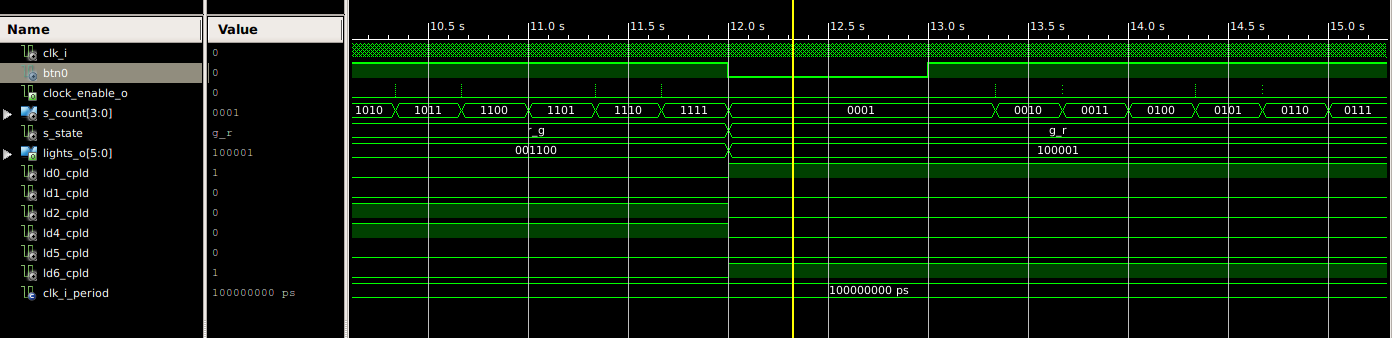 Name Value 10.5 s 11.0 s 11.5 s 12.0 s 12.5 s 13.0 s 13.5 s 14.0 s 14.5 s 15.0 s
clk_i 0
btn0 0
clock_enable_o 0
s_count[3:0] 0001 1010 1011 1100 1101 1110 1111 0001 0010 0011 0100 0101 0110 0111
s_state g_r r_g g_r
lights_o[5:0] 100001 001100 100001
ld0_cpld 1
ld1_cpld 0
ld2_cpld 0
ld4_cpld 0
ld5_cpld 0
ld6_cpld 1
clk_i_period 100000000 ps 100000000 ps